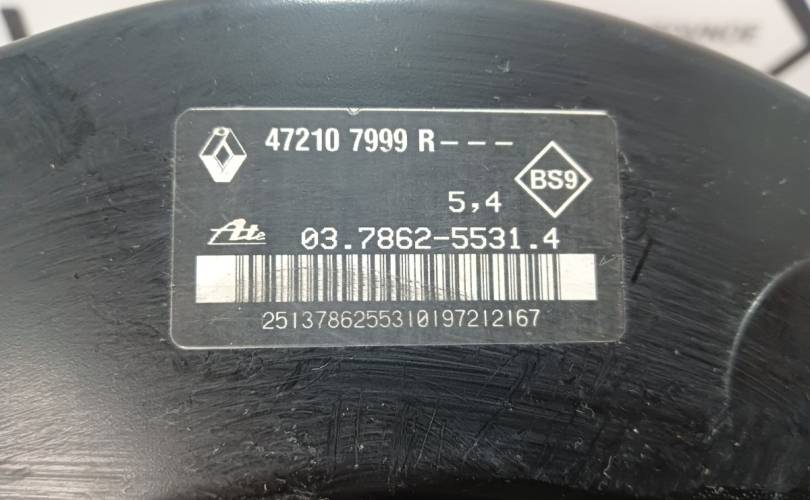 47210 7999 R---
BS9
5,4
Ate 03.7862-5531.4
2513786255310197212167